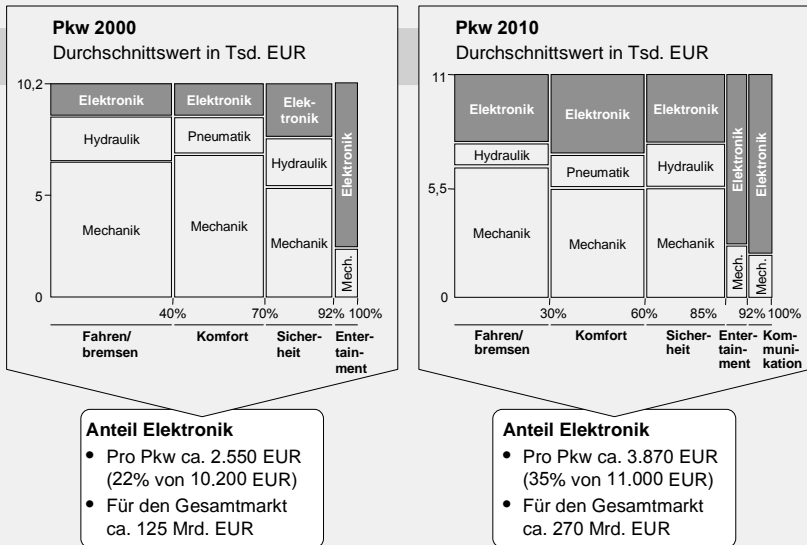 Pkw 2000
Durchschnittswert in Tsd. EUR
10,2
5
0
Elektronik
Hydraulik
Mechanik
Elektronik
Pneumatik
Mechanik
Elek-
tronik
Hydraulik
Mechanik
Elektronik
Mech.
40%
70%
92%
100%
Fahren/
bremsen
Komfort
Sicher-
heit
Enter-
tain-
ment
Anteil Elektronik
• Pro Pkw ca. 2.550 EUR
(22% von 10.200 EUR)
• Für den Gesamtmarkt
ca. 125 Mrd. EUR
Pkw 2010
Durchschnittswert in Tsd. EUR
11
5,5
0
Elektronik
Hydraulik
Mechanik
Elektronik
Pneumatik
Mechanik
Elektronik
Hydraulik
Mechanik
Elektronik
Mech.
Elektronik
Mech.
30%
60%
85%
92%
100%
Fahren/
bremsen
Komfort
Sicher-
heit
Enter-
tain-
ment
Kom-
muni-
kation
Anteil Elektronik
• Pro Pkw ca. 3.870 EUR
(35% von 11.000 EUR)
• Für den Gesamtmarkt
ca. 270 Mrd. EUR